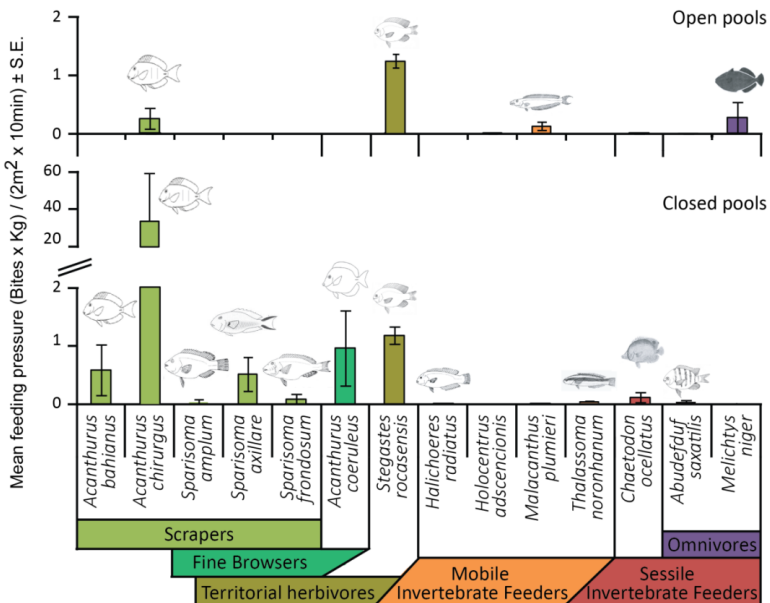 Mean feeding pressure (Bites x Kg) / (2m² x 10min) ± S.E.
Open pools
2
1
0
Closed pools
60
40
20
2
1
0
Acanthurus
bahianus
Acanthurus
chirurgus
Sparisoma
amplum
Sparisoma
axillare
Sparisoma
frondosum
Acanthurus
coeruleus
Stegastes
rocasensis
Halichoeres
radiatus
Holocentrus
adscencionis
Malacanthus
plumieri
Thalassoma
noronhanum
Chaetodon
ocellatus
Abudefduf
saxatilis
Melichtys
niger
Scrapers
Fine Browsers
Territorial herbivores
Mobile
Invertebrate Feeders
Omnivores
Sessile
Invertebrate Feeders